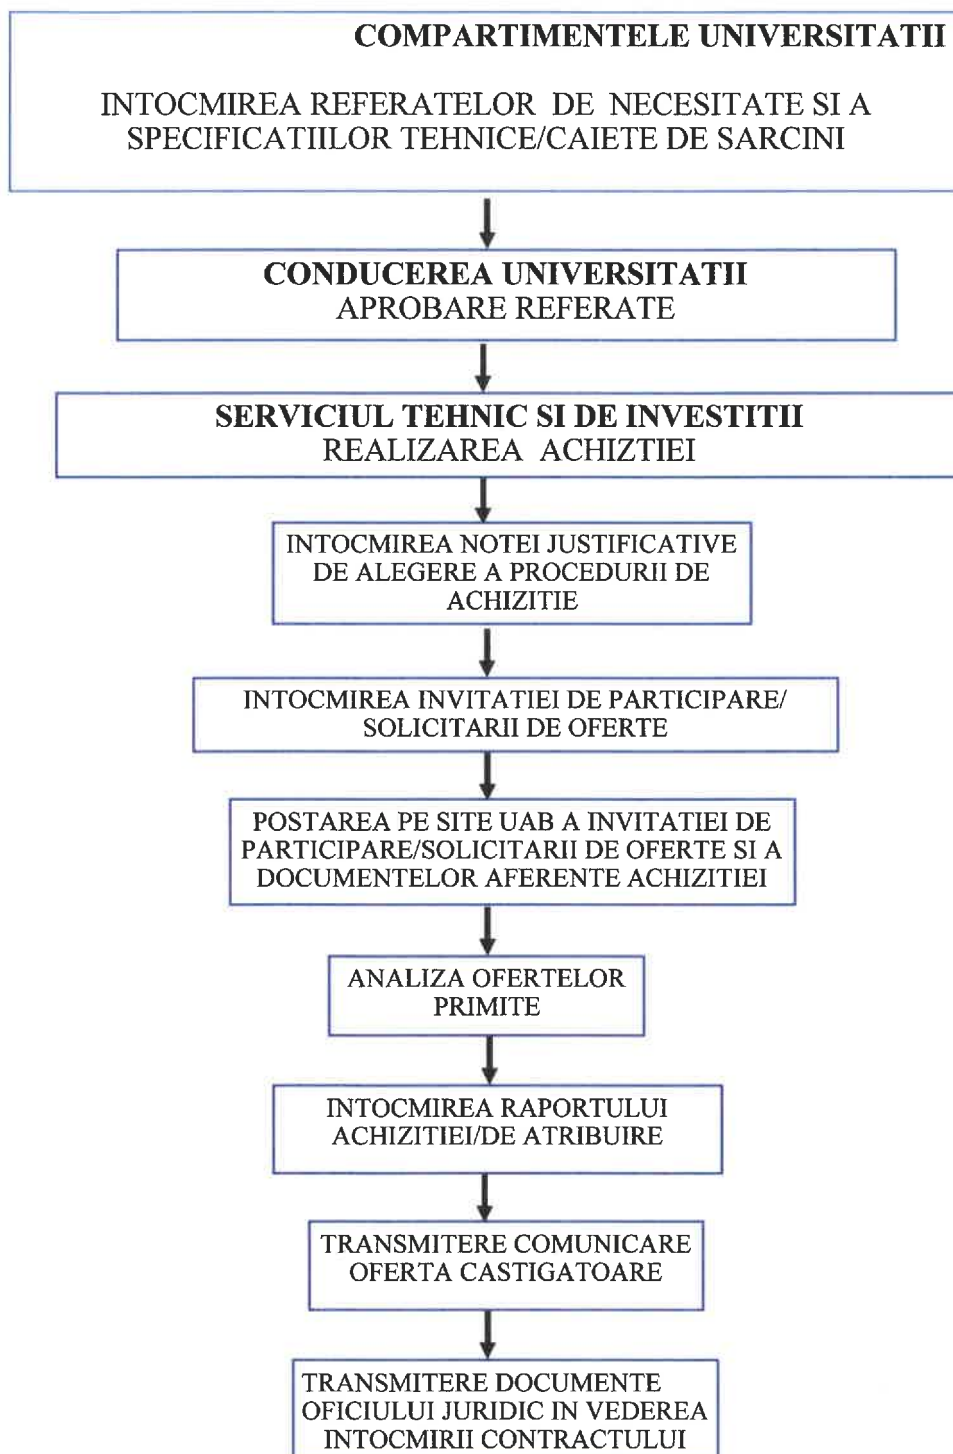 COMPARTIMENTELE UNIVERSITATII
INTOCMIREA REFERATELOR DE NECESITATE SI A
SPECIFICATIILOR TEHNICE/CAIETE DE SARCINI
CONDUCEREA UNIVERSITATII
APROBARE REFERATE
SERVICIUL TEHNIC SI DE INVESTITII
REALIZAREA ACHIZTIEI
INTOCMIREA NOTEI JUSTIFICATIVE
DE ALEGERE A PROCEDURII DE
ACHIZITIE
INTOCMIREA INVITATIEI DE PARTICIPARE/
SOLICITARII DE OFERTE
POSTAREA PE SITE UAB A INVITATIEI DE
PARTICIPARE/SOLICITARII DE OFERTE SI A
DOCUMENTELOR AFERENTE ACHIZITIEI
ANALIZA OFERTELOR
PRIMITE
INTOCMIREA RAPORTULUI
ACHIZITIEI/DE ATRIBUIRE
TRANSMITERE COMUNICARE
OFERTA CASTIGATOARE
TRANSMITERE DOCUMENTE
OFICIULUI JURIDIC IN VEDEREA
INTOCMIRII CONTRACTULUI